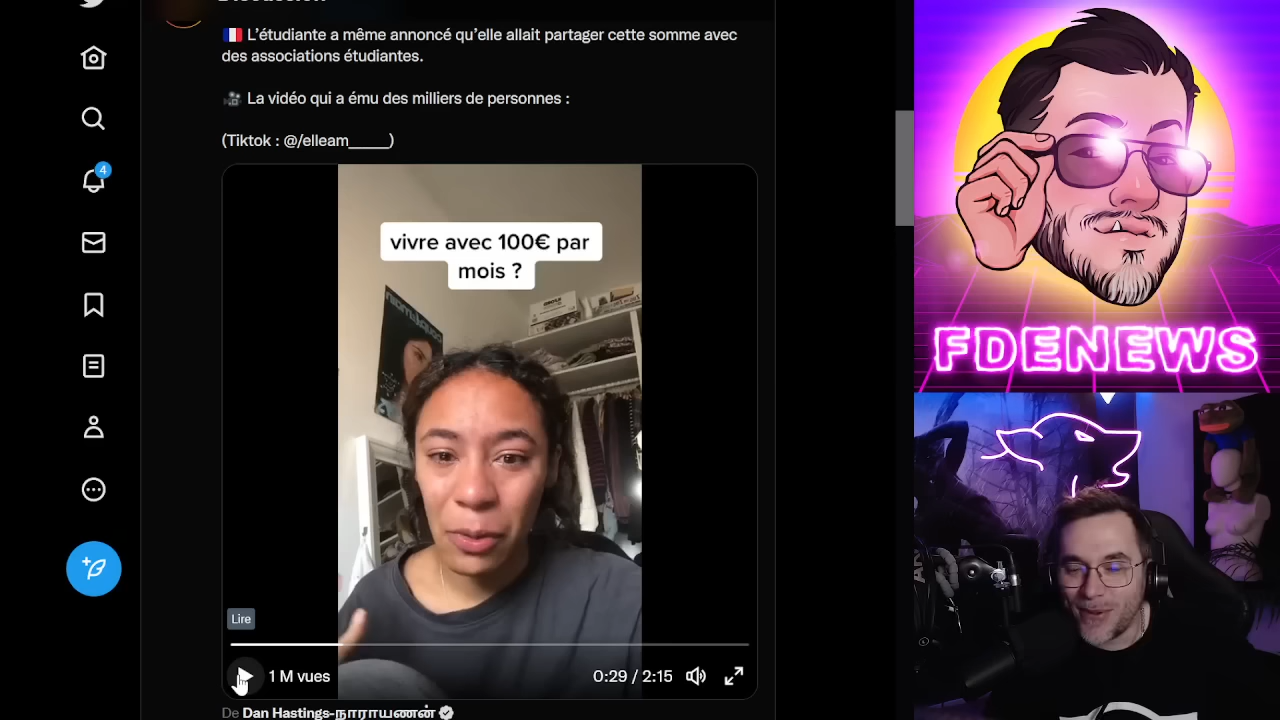 🇫🇷 L’étudiante a même annoncé qu’elle allait partager cette somme avec
des associations étudiantes.
🎥 La vidéo qui a ému des milliers de personnes :
(Tiktok : @/elleam_____)
4
vivre avec 100€ par
mois ?
Lire
1 M vues
0:29 / 2:15
De Dan Hastings-நாராயணன்
FDENEWS